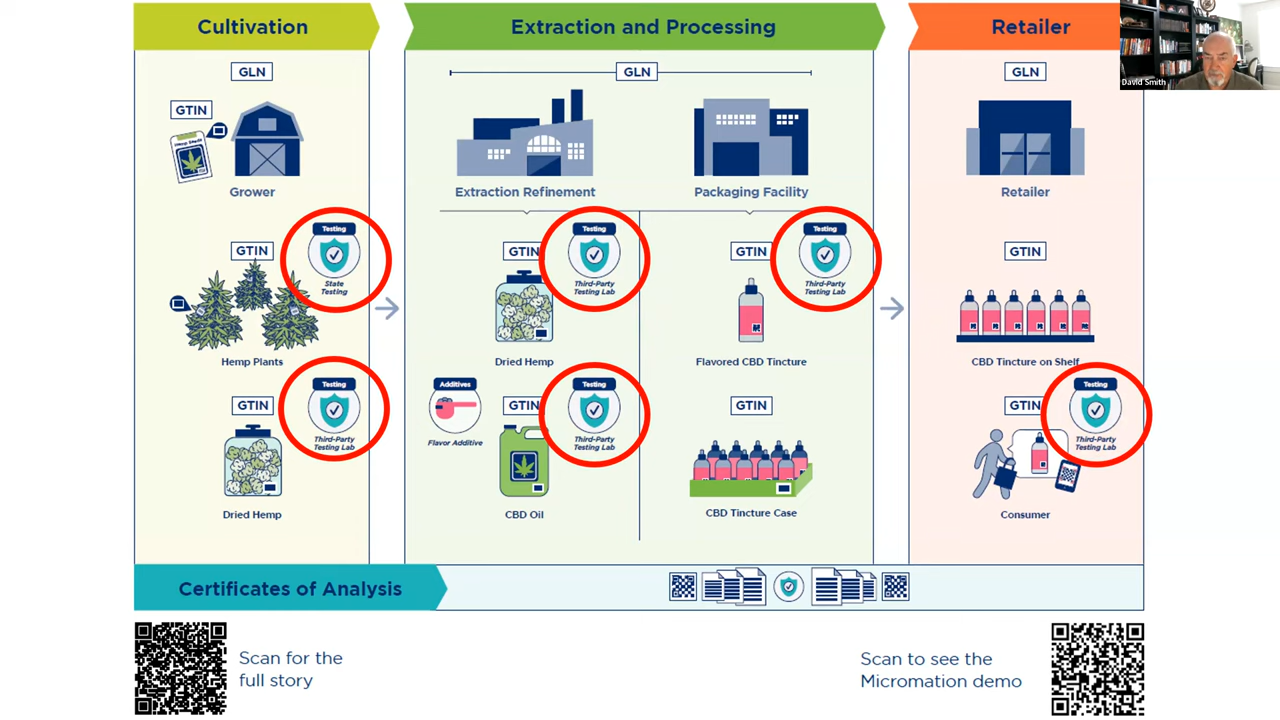 Cultivation
Extraction and Processing
Retailer
David Smith
GLN
GLN
GLN
GTIN
Hemp Seeds
Grower
Extraction Refinement
Packaging Facility
Retailer
GTIN
Testing
State
Testing
GTIN
Testing
Third-Party
Testing Lab
GTIN
Testing
Third-Party
Testing Lab
GTIN
Hemp Plants
Dried Hemp
Flavored CBD Tincture
CBD Tincture on Shelf
GTIN
Testing
Third-Party
Testing Lab
Additives
Flavor Additive
GTIN
Testing
Third-Party
Testing Lab
GTIN
GTIN
Testing
Third-Party
Testing Lab
Dried Hemp
CBD Oil
CBD Tincture Case
Consumer
Certificates of Analysis
Scan for the
full story
Scan to see the
Micromation demo